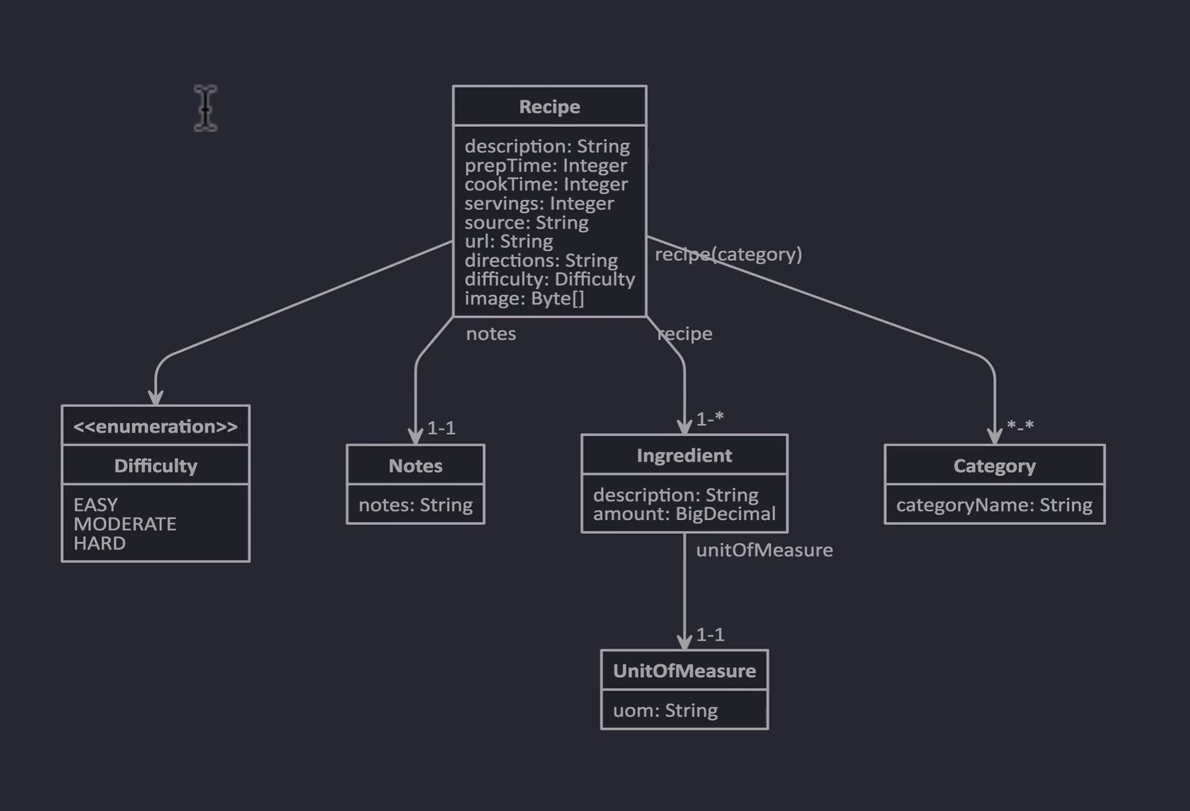 Recipe
description: String
prepTime: Integer
cookTime: Integer
servings: Integer
source: String
url: String
directions: String
difficulty: Difficulty
image: Byte[]
recipe(category)
notes
recipe
<<enumeration>>
Difficulty
EASY
MODERATE
HARD
1-1
Notes
notes: String
1-*
Ingredient
description: String
amount: BigDecimal
*-*
Category
categoryName: String
unitOfMeasure
1-1
UnitOfMeasure
uom: String